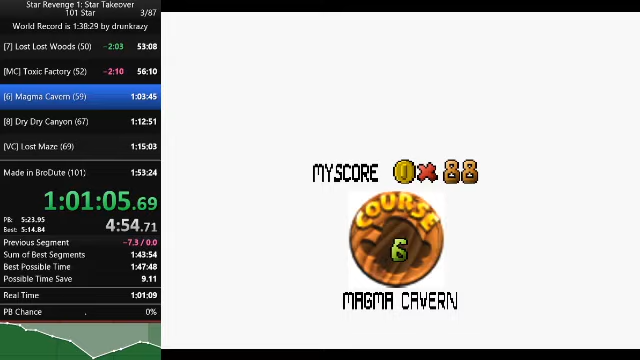 Star Revenge 1: Star Takeover
101 Star 3/87
World Record is 1:38:29 by drunkrazy
[7] Lost Lost Woods (50) −2:03 53:08
[MC] Toxic Factory (52) −2:10 56:10
[6] Magma Cavern (59) 1:03:45
[8] Dry Dry Canyon (67) 1:12:51
[VC] Lost Maze (69) 1:15:03
Made in BroDute (101) 1:53:24
1:01:05.69
PB: 5:23.95
Best: 5:14.84
4:54.71
Previous Segment −7.3 / 0.0
Sum of Best Segments 1:43:54
Best Possible Time 1:47:48
Possible Time Save 9.11
Real Time 1:01:09
PB Chance . 0%
MY SCORE 0×88
COURSE
6
MAGMA CAVERN